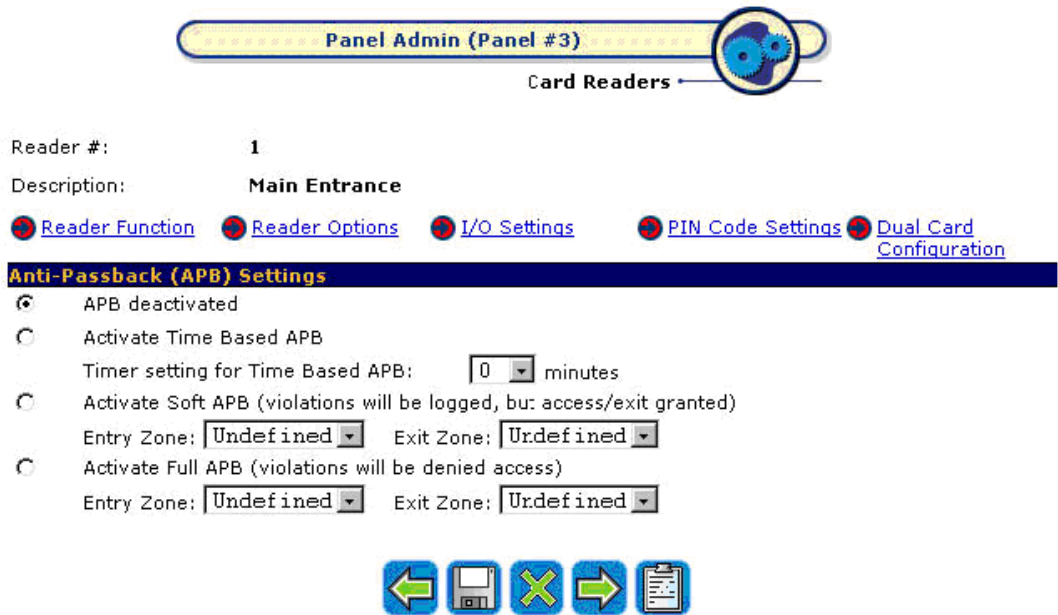 Panel Admin (Panel #3)
Card Readers
Reader #: 1
Description: Main Entrance
Reader Function Reader Options I/O Settings PIN Code Settings Dual Card Configuration
Anti-Passback (APB) Settings
APB deactivated
Activate Time Based APB
Timer setting for Time Based APB: 0 minutes
Activate Soft APB (violations will be logged, but access/exit granted)
Entry Zone: Undefined Exit Zone: Undefined
Activate Full APB (violations will be denied access)
Entry Zone: Undefined Exit Zone: Undefined